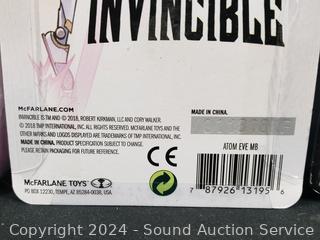 INVINCIBLE
McFARLANE.COM
INVINCIBLE IS TM AND © 2018, ROBERT KIRKMAN, LLC AND CORY WALKER.
© 2018 TMP INTERNATIONAL, INC. ALL RIGHTS RESERVED. McFARLANE TOYS AND THE
OTHER MARKS AND LOGOS DISPLAYED ARE TRADEMARKS OF TMP INTERNATIONAL, INC.
MADE IN CHINA. PRODUCT SPECIFICATION SUBJECT TO CHANGE.
PLEASE RETAIN PACKAGING FOR FUTURE REFERENCE.
MADE IN CHINA.
CE
ATOM EVE MB
McFARLANE TOYS
PO BOX 12230, TEMPE, AZ 85284-0038, USA.
7 87926 13195 6
Copyright 2024 - Sound Auction Service